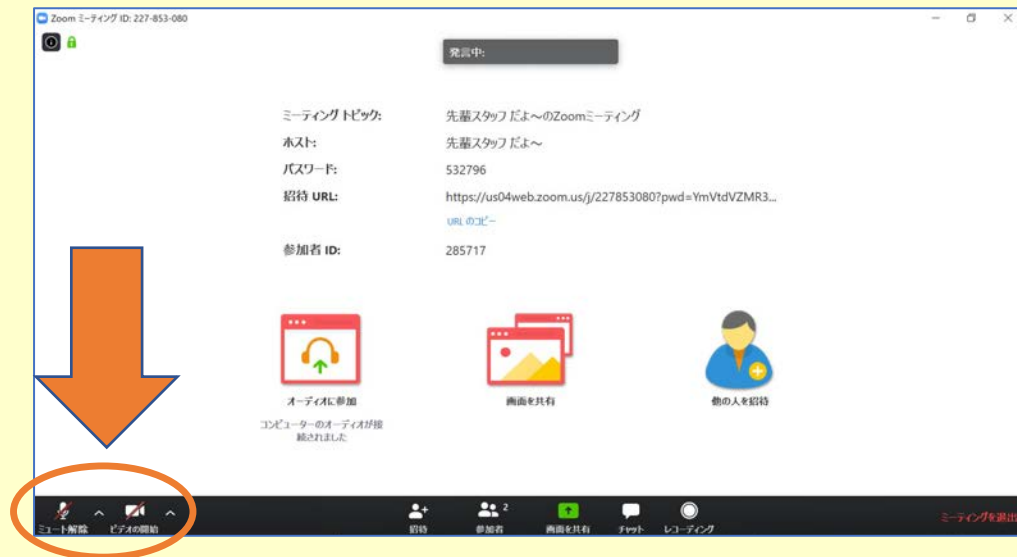 Zoom ミーティング ID: 227-853-080
発言中:
ミーティング トピック: 先輩スタッフ だよ～のZoomミーティング
ホスト: 先輩スタッフ だよ～
パスワード: 532796
招待 URL: https://us04web.zoom.us/j/227853080?pwd=YmVtdVZMR3...
URL のコピー
参加者 ID: 285717
オーディオに参加 画面を共有 他の人を招待
コンピューターのオーディオが接
続されました
2
ミュート解除 ビデオの開始 招待 参加者 画面を共有 チャット レコーディング ミーティングを退出